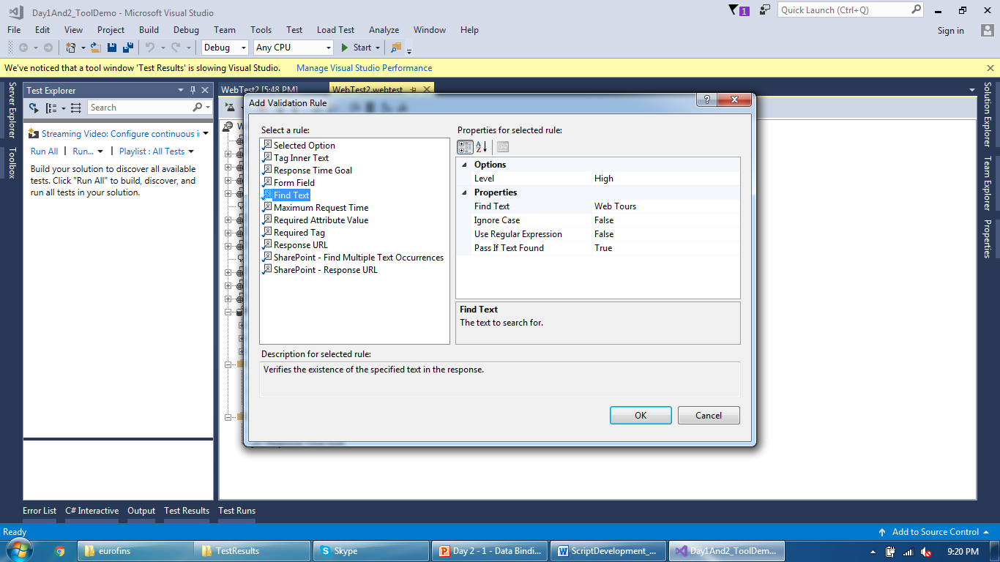 Day1And2_ToolDemo - Microsoft Visual Studio
1
Quick Launch (Ctrl+Q)
File Edit View Project Build Debug Team Tools Test Load Test Analyze Window Help
Sign in
Debug Any CPU Start
We've noticed that a tool window 'Test Results' is slowing Visual Studio. Manage Visual Studio Performance
Server Explorer
Toolbox
Test Explorer
Search
Streaming Video: Configure continuous i
Run All | Run... | Playlist : All Tests
Build your solution to discover all available
tests. Click "Run All" to build, discover, and
run all tests in your solution.
WebTest2 [5:48 PM]
WebTest2.webtest
Add Validation Rule
Select a rule:
Selected Option
Tag Inner Text
Response Time Goal
Form Field
Find Text
Maximum Request Time
Required Attribute Value
Required Tag
Response URL
SharePoint - Find Multiple Text Occurrences
SharePoint - Response URL
Properties for selected rule:
Options
Level High
Properties
Find Text Web Tours
Ignore Case False
Use Regular Expression False
Pass If Text Found True
Find Text
The text to search for.
Description for selected rule:
Verifies the existence of the specified text in the response.
OK Cancel
Solution Explorer
Team Explorer
Properties
Error List C# Interactive Output Test Results Test Runs
Ready
Add to Source Control
eurofins
TestResults
Skype
Day 2 - 1 - Data Bindi...
ScriptDevelopment_...
Day1And2_ToolDem...
9:20 PM